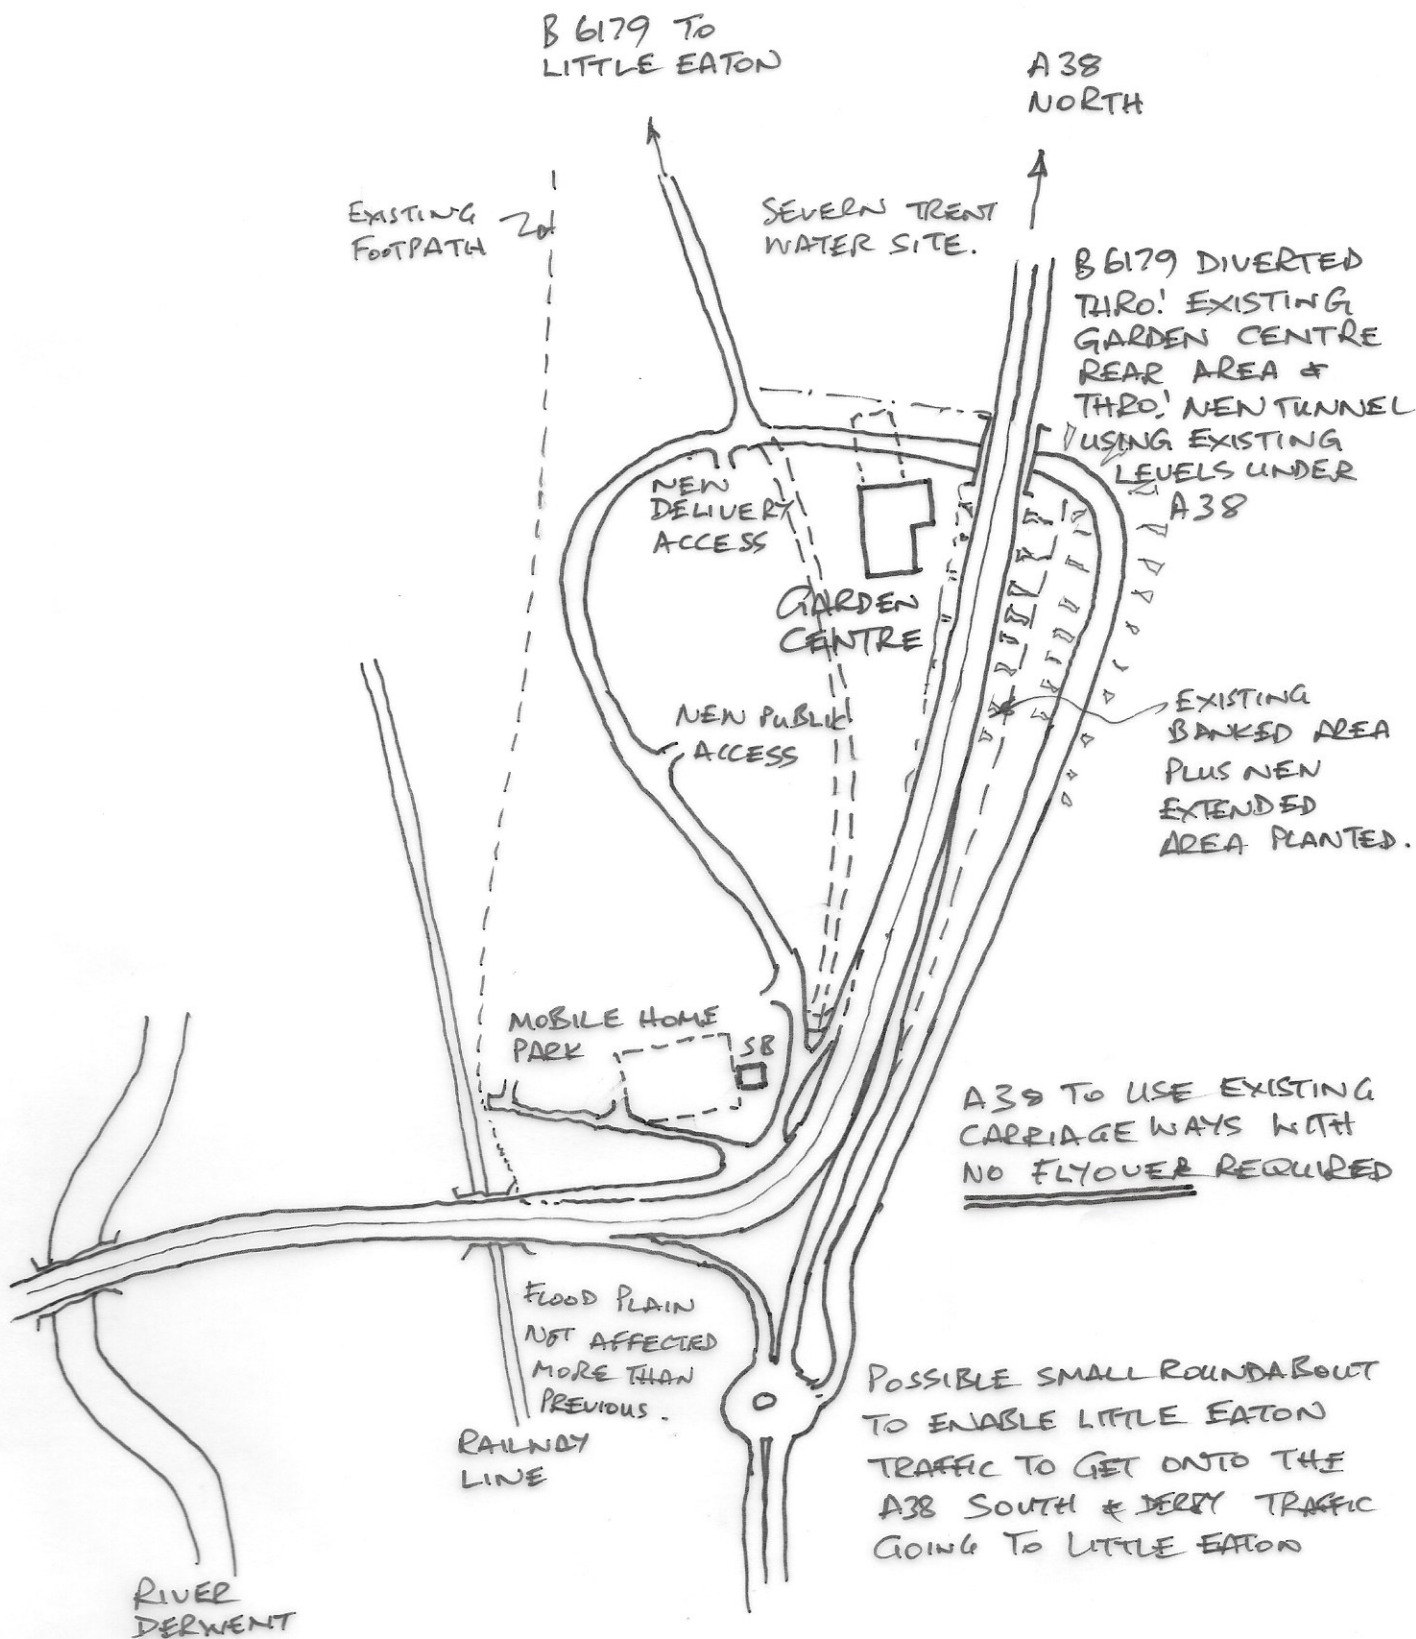 B 6179 TO
LITTLE EATON
A38
NORTH
EXISTING
FOOTPATH
SEVERN TRENT
WATER SITE.
B 6179 DIVERTED
THRO! EXISTING
GARDEN CENTRE
REAR AREA &
THRO! NEW TUNNEL
USING EXISTING
LEVELS UNDER
A38
NEW
DELIVERY
ACCESS
GARDEN
CENTRE
NEW PUBLIC
ACCESS
EXISTING
BANKED AREA
PLUS NEW
EXTENDED
AREA PLANTED.
MOBILE HOME
PARK
SB
A38 TO USE EXISTING
CARRIAGE WAYS WITH
NO FLYOVER REQUIRED
FLOOD PLAIN
NOT AFFECTED
MORE THAN
PREVIOUS.
RAILWAY
LINE
POSSIBLE SMALL ROUNDABOUT
TO ENABLE LITTLE EATON
TRAFFIC TO GET ONTO THE
A38 SOUTH & DERBY TRAFFIC
GOING TO LITTLE EATON
RIVER
DERWENT